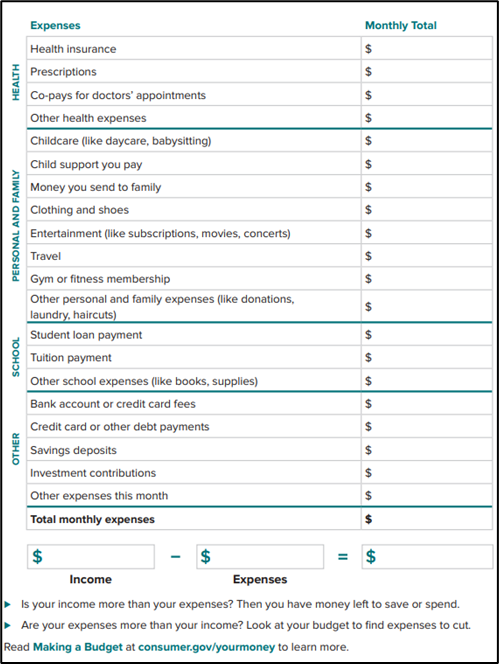 Expenses Monthly Total
HEALTH
Health insurance $
Prescriptions $
Co-pays for doctors’ appointments $
Other health expenses $
PERSONAL AND FAMILY
Childcare (like daycare, babysitting) $
Child support you pay $
Money you send to family $
Clothing and shoes $
Entertainment (like subscriptions, movies, concerts) $
Travel $
Gym or fitness membership $
Other personal and family expenses (like donations,
laundry, haircuts) $
SCHOOL
Student loan payment $
Tuition payment $
Other school expenses (like books, supplies) $
OTHER
Bank account or credit card fees $
Credit card or other debt payments $
Savings deposits $
Investment contributions $
Other expenses this month $
Total monthly expenses $
$ – $ = $
Income Expenses
▶ Is your income more than your expenses? Then you have money left to save or spend.
▶ Are your expenses more than your income? Look at your budget to find expenses to cut.
Read Making a Budget at consumer.gov/yourmoney to learn more.